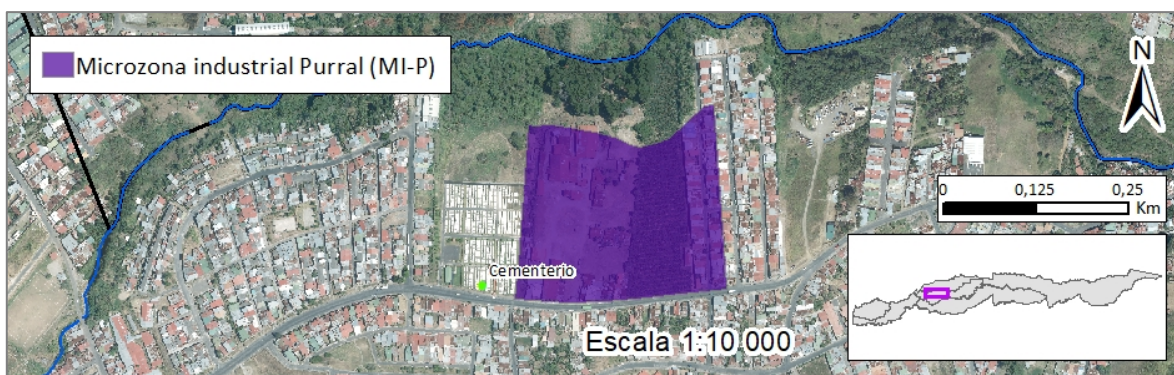 Microzona industrial Purral (MI-P)
N
0 0,125 0,25
Km
Cementerio
Escala 1:10 000